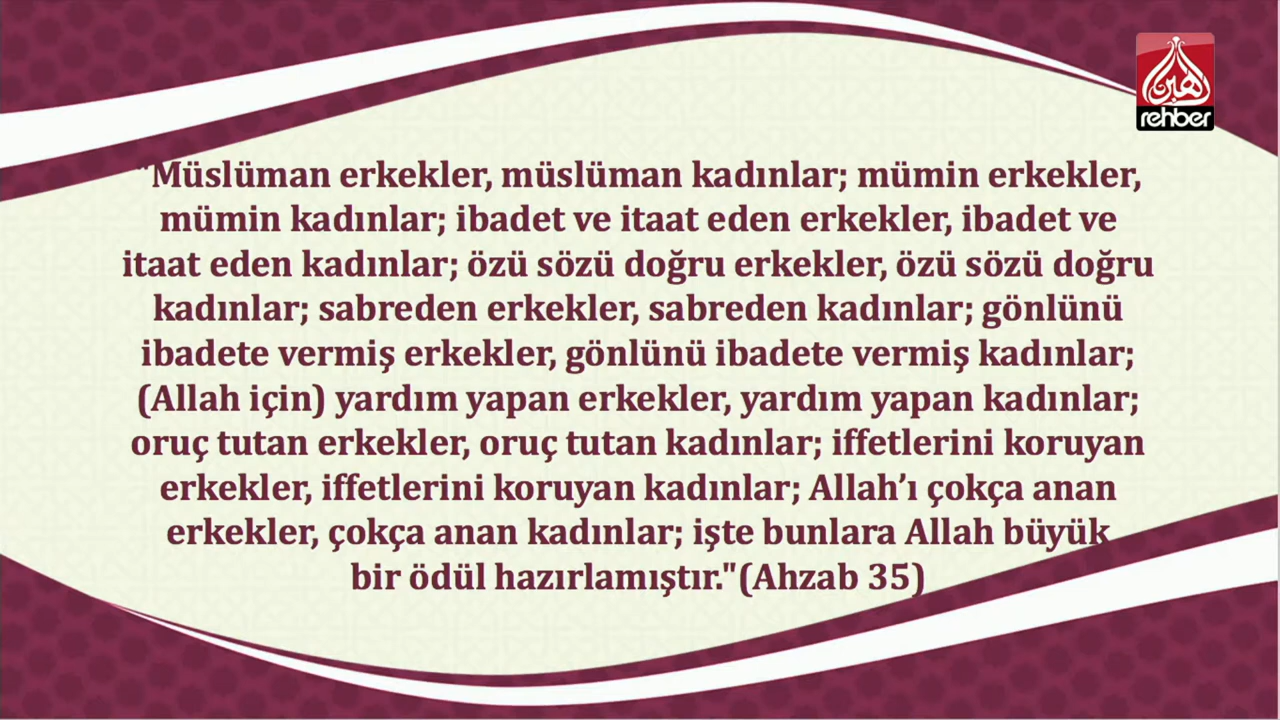 رهبر
rehber
"Müslüman erkekler, müslüman kadınlar; mümin erkekler,
mümin kadınlar; ibadet ve itaat eden erkekler, ibadet ve
itaat eden kadınlar; özü sözü doğru erkekler, özü sözü doğru
kadınlar; sabreden erkekler, sabreden kadınlar; gönlünü
ibadete vermiş erkekler, gönlünü ibadete vermiş kadınlar;
(Allah için) yardım yapan erkekler, yardım yapan kadınlar;
oruç tutan erkekler, oruç tutan kadınlar; iffetlerini koruyan
erkekler, iffetlerini koruyan kadınlar; Allah’ı çokça anan
erkekler, çokça anan kadınlar; işte bunlara Allah büyük
bir ödül hazırlamıştır."(Ahzab 35)